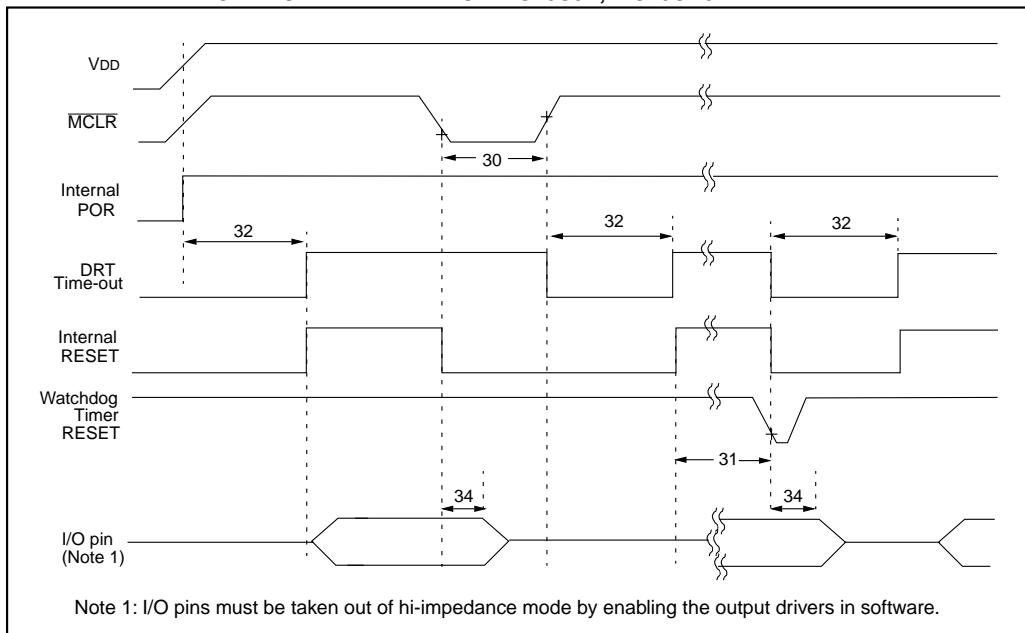 VDD
MCLR
30
Internal
POR
32
32
32
DRT
Time-out
Internal
RESET
Watchdog
Timer
RESET
31
34
34
I/O pin
(Note 1)
Note 1: I/O pins must be taken out of hi-impedance mode by enabling the output drivers in software.